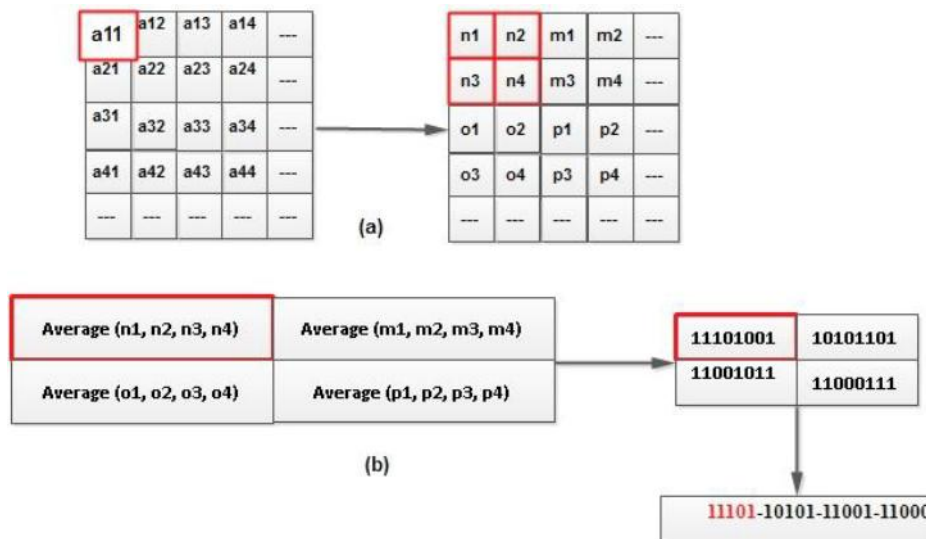 a11 a12 a13 a14 ---
a21 a22 a23 a24 ---
a31 a32 a33 a34 ---
a41 a42 a43 a44 ---
--- --- --- --- ---
n1 n2 m1 m2 ---
n3 n4 m3 m4 ---
o1 o2 p1 p2 ---
o3 o4 p3 p4 ---
--- --- --- --- ---
(a)
Average (n1, n2, n3, n4) Average (m1, m2, m3, m4)
Average (o1, o2, o3, o4) Average (p1, p2, p3, p4)
11101001 10101101
11001011 11000111
(b)
11101-10101-11001-11000